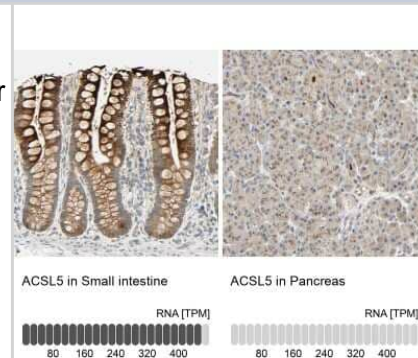 r
ACSL5 in Small intestine
ACSL5 in Pancreas
RNA [TPM]
RNA [TPM]
80 160 240 320 400
80 160 240 320 400